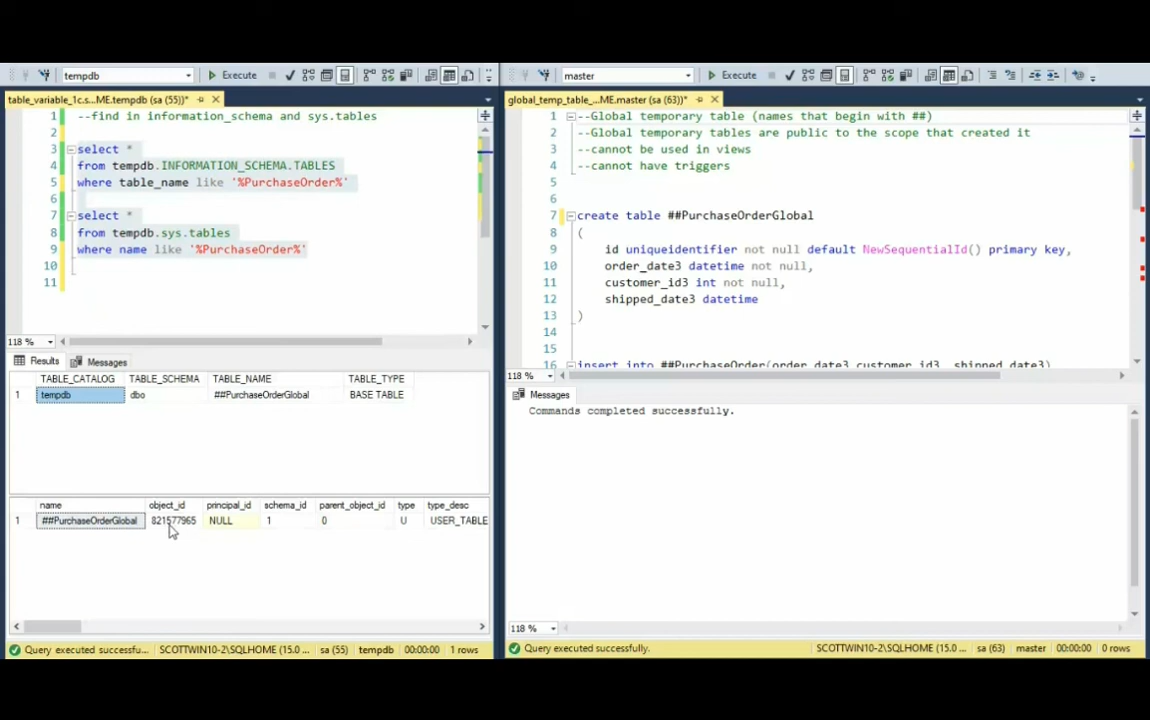 tempdb
Execute
table_variable_1c.s...ME.tempdb (sa (55))*
1 --find in information_schema and sys.tables
2
3 select *
4 from tempdb.INFORMATION_SCHEMA.TABLES
5 where table_name like '%PurchaseOrder%'
6
7 select *
8 from tempdb.sys.tables
9 where name like '%PurchaseOrder%'
10
11
118 %
Results Messages
TABLE_CATALOG TABLE_SCHEMA TABLE_NAME TABLE_TYPE
1 tempdb dbo ##PurchaseOrderGlobal BASE TABLE
name object_id principal_id schema_id parent_object_id type type_desc
1 ##PurchaseOrderGlobal 821577965 NULL 1 0 U USER_TABLE
Query executed successfu... SCOTTWIN10-2\SQLHOME (15.0 ... sa (55) tempdb 00:00:00 1 rows
master
Execute
global_temp_table_...ME.master (sa (63))*
1 --Global temporary table (names that begin with ##)
2 --Global temporary tables are public to the scope that created it
3 --cannot be used in views
4 --cannot have triggers
5
6
7 create table ##PurchaseOrderGlobal
8 (
9 id uniqueidentifier not null default NewSequentialId() primary key,
10 order_date3 datetime not null,
11 customer_id3 int not null,
12 shipped_date3 datetime
13 )
14
15
16 insert into ##PurchaseOrder(order_date3 customer_id3 shipped_date3)
118 %
Messages
Commands completed successfully.
118 %
Query executed successfully. SCOTTWIN10-2\SQLHOME (15.0 ... sa (63) master 00:00:00 0 rows